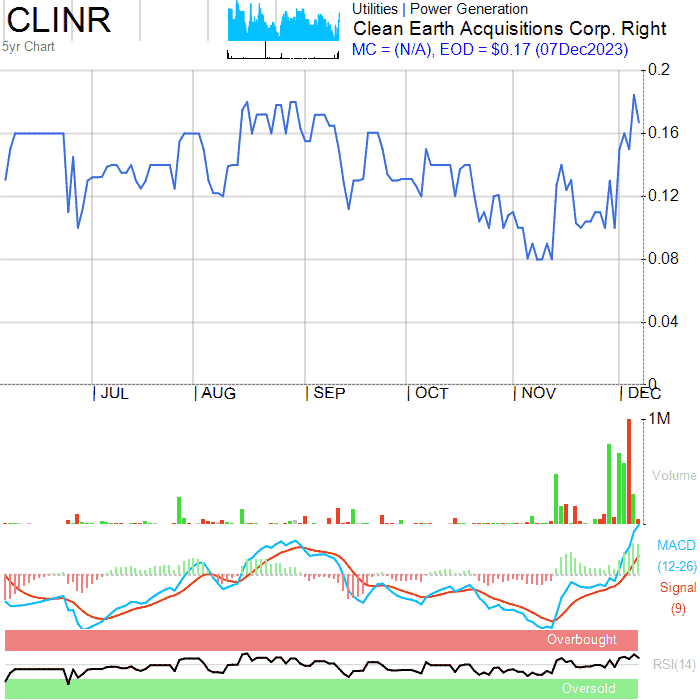 CLINR
5yr Chart
Utilities | Power Generation
Clean Earth Acquisitions Corp. Right
MC = (N/A), EOD = $0.17 (07Dec2023)
0.2
0.16
0.12
0.08
0.04
0
JUL AUG SEP OCT NOV DEC
1M
Volume
MACD
(12-26)
Signal
(9)
Overbought
RSI(14)
Oversold